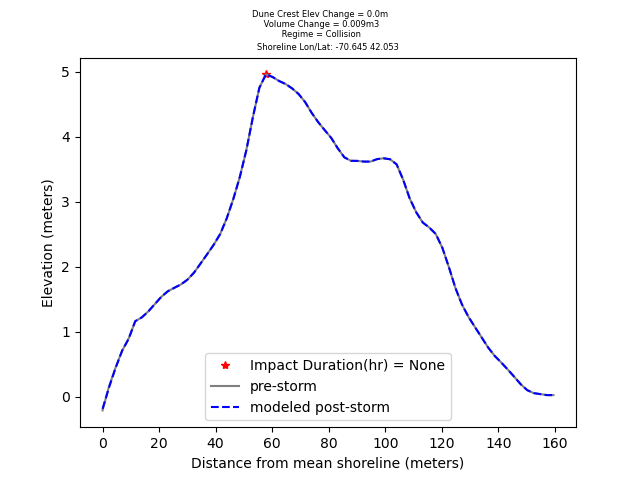 Dune Crest Elev Change = 0.0m
Volume Change = 0.009m3
Regime = Collision
Shoreline Lon/Lat: -70.645 42.053
5
4
3
2
1
0
Elevation (meters)
Impact Duration(hr) = None
pre-storm
modeled post-storm
0 20 40 60 80 100 120 140 160
Distance from mean shoreline (meters)